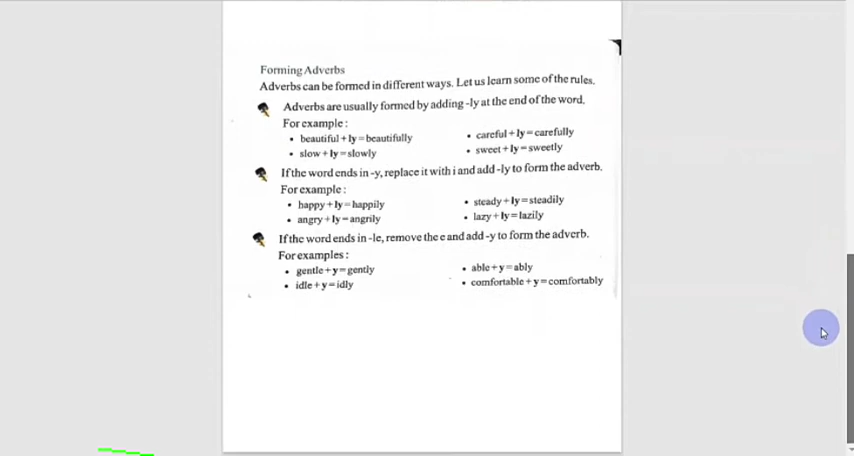 Forming Adverbs
Adverbs can be formed in different ways. Let us learn some of the rules.
Adverbs are usually formed by adding -ly at the end of the word.
For example :
• beautiful + ly = beautifully
• careful + ly = carefully
• slow + ly = slowly
• sweet + ly = sweetly
If the word ends in -y, replace it with i and add -ly to form the adverb.
For example :
• happy + ly = happily
• steady + ly = steadily
• angry + ly = angrily
• lazy + ly = lazily
If the word ends in -le, remove the e and add -y to form the adverb.
For examples :
• gentle + y = gently
• able + y = ably
• idle + y = idly
• comfortable + y = comfortably